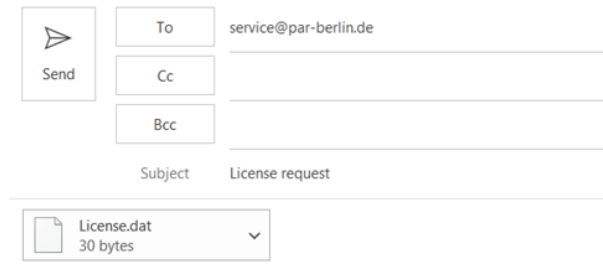 Send
To
service@par-berlin.de
Cc
Bcc
Subject
License request
License.dat
30 bytes